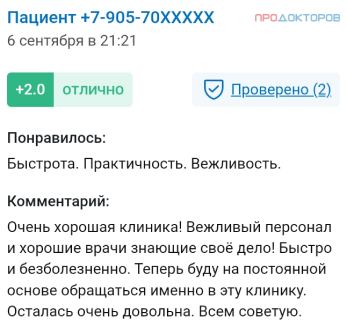 Пациент +7-905-70XXXXX
ПРОДОКТОРОВ
6 сентября в 21:21
+2.0 отлично
Проверено (2)
Понравилось:
Быстрота. Практичность. Вежливость.
Комментарий:
Очень хорошая клиника! Вежливый персонал
и хорошие врачи знающие своё дело! Быстро
и безболезненно. Теперь буду на постоянной
основе обращаться именно в эту клинику.
Осталась очень довольна. Всем советую.